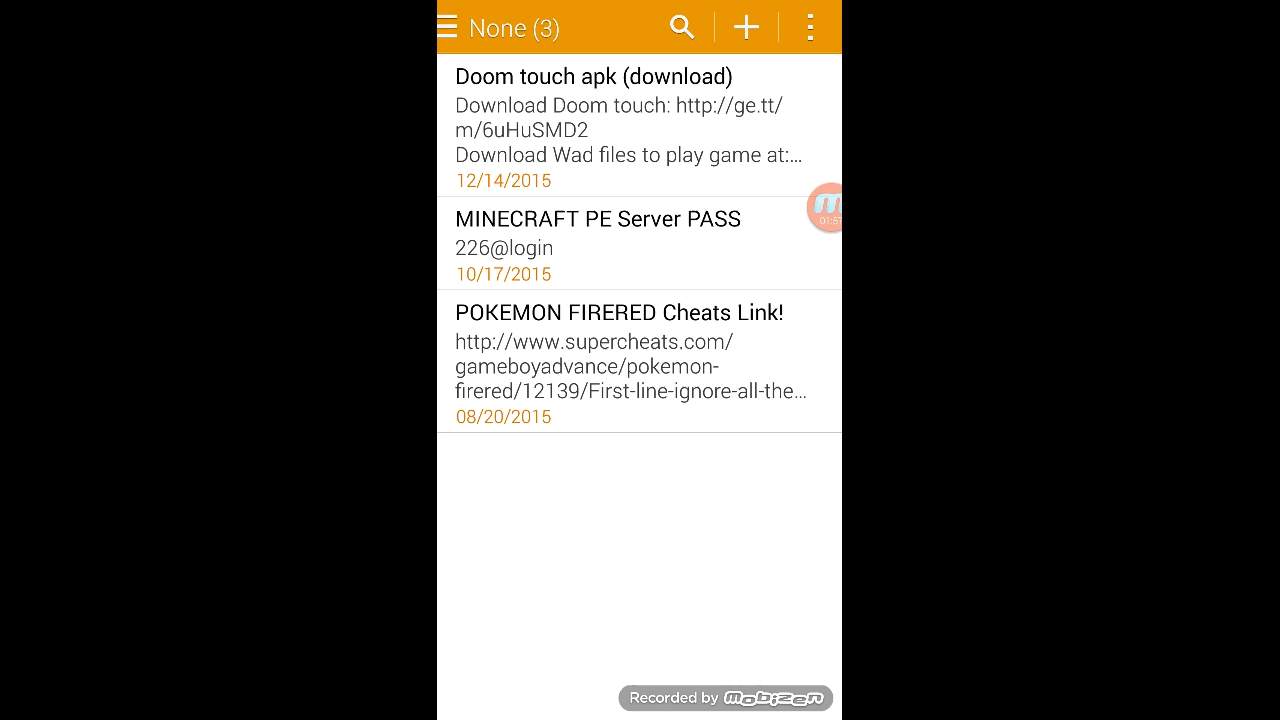 None (3)
Doom touch apk (download)
Download Doom touch: http://ge.tt/
m/6uHuSMD2
Download Wad files to play game at:...
12/14/2015
MINECRAFT PE Server PASS
226@login
10/17/2015
01:57
POKEMON FIRERED Cheats Link!
http://www.supercheats.com/
gameboyadvance/pokemon-
firered/12139/First-line-ignore-all-the...
08/20/2015
Recorded by mobizen